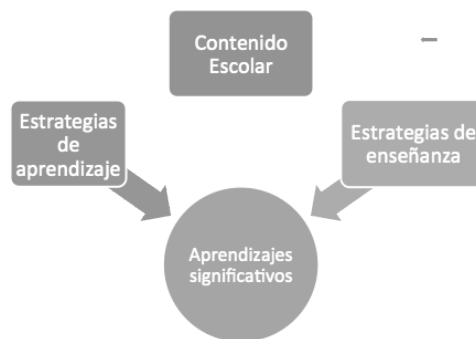 Contenido
Escolar
Estrategias
de
aprendizaje
Estrategias de
enseñanza
Aprendizajes
significativos